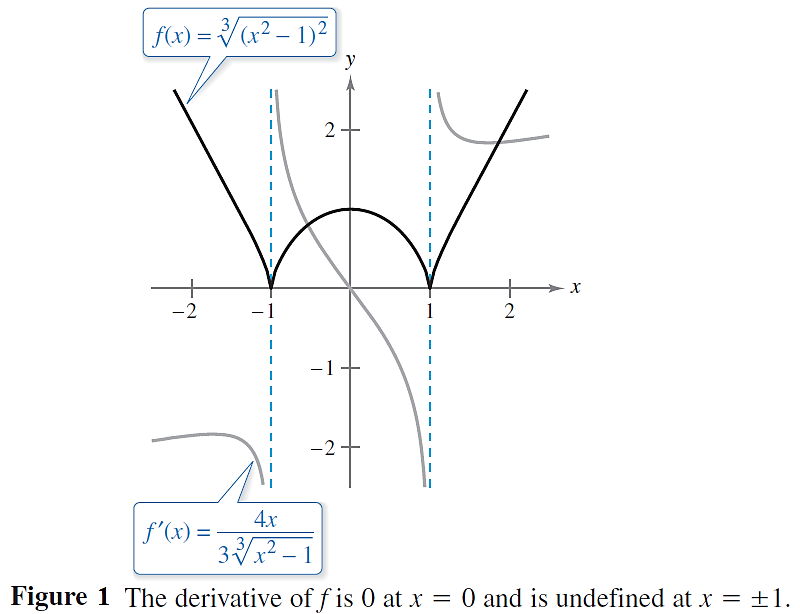 f(x) = ∛(x² − 1)²
y
2
x
−2
−1
1
2
−1
−2
f′(x) = 4x / 3∛x² − 1
Figure 1 The derivative of f is 0 at x = 0 and is undefined at x = ±1.